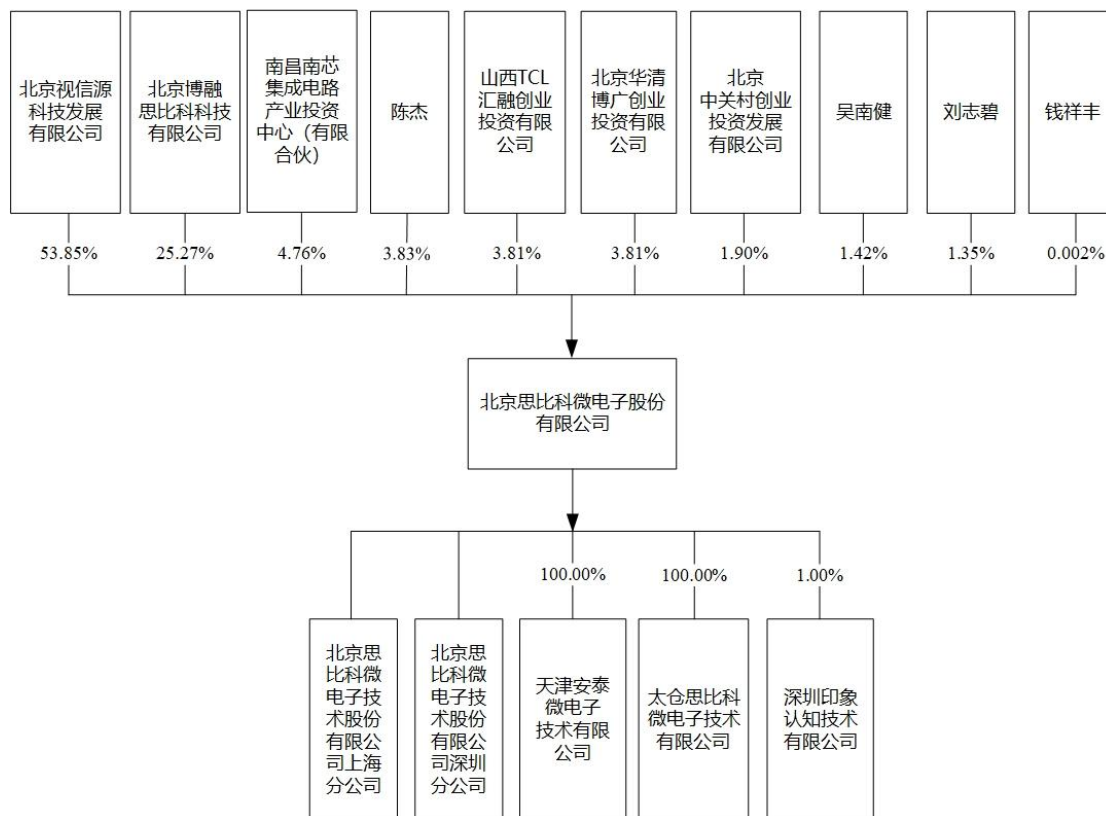 北京视信源
科技发展
有限公司
北京博融
思比科科技
有限公司
南昌南芯
集成电路
产业投资
中心（有限
合伙）
陈杰
山西TCL
汇融创业
投资有限
公司
北京华清
博广创业
投资有限
公司
北京
中关村创业
投资发展
有限公司
吴南健
刘志碧
钱祥丰
53.85%
25.27%
4.76%
3.83%
3.81%
3.81%
1.90%
1.42%
1.35%
0.002%
北京思比科微电子股份
有限公司
100.00%
100.00%
1.00%
北京思
比科微
电子技
术股份
有限公
司上海
分公司
北京思
比科微
电子技
术股份
有限公
司深圳
分公司
天津安泰
微电子
技术有限
公司
太仓思比科
微电子技术
有限公司
深圳印象
认知技术
有限公司